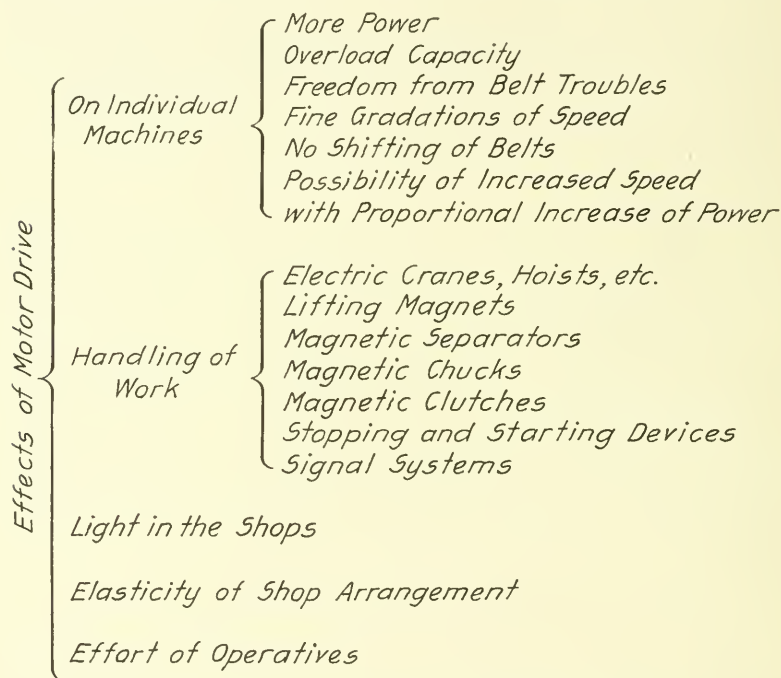 Effects of Motor Drive
On Individual
Machines
More Power
Overload Capacity
Freedom from Belt Troubles
Fine Gradations of Speed
No Shifting of Belts
Possibility of Increased Speed
with Proportional Increase of Power
Handling of
Work
Electric Cranes, Hoists, etc.
Lifting Magnets
Magnetic Separators
Magnetic Chucks
Magnetic Clutches
Stopping and Starting Devices
Signal Systems
Light in the Shops
Elasticity of Shop Arrangement
Effort of Operatives